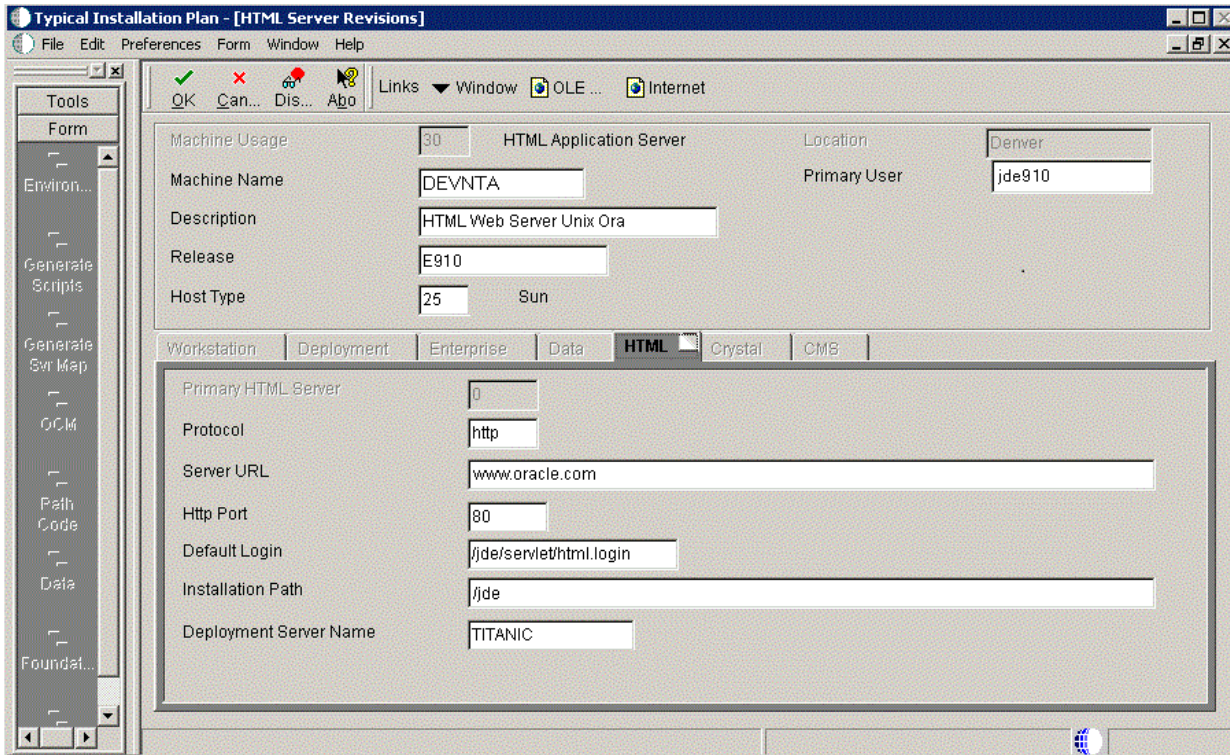 Typical Installation Plan - [HTML Server Revisions]
File Edit Preferences Form Window Help
OK Can... Dis... Abo Links Window OLE ... Internet
Tools
Form
Environ...
Generate
Scripts
Generate
Svr Map
OCM
Path
Code
Data
Foundat...
Machine Usage 30 HTML Application Server Location Denver
Machine Name DEVNTA Primary User jde910
Description HTML Web Server Unix Ora
Release E910
Host Type 25 Sun
Workstation Deployment Enterprise Data HTML Crystal CMS
Primary HTML Server 0
Protocol http
Server URL www.oracle.com
Http Port 80
Default Login /jde/servlet/html.login
Installation Path /jde
Deployment Server Name TITANIC